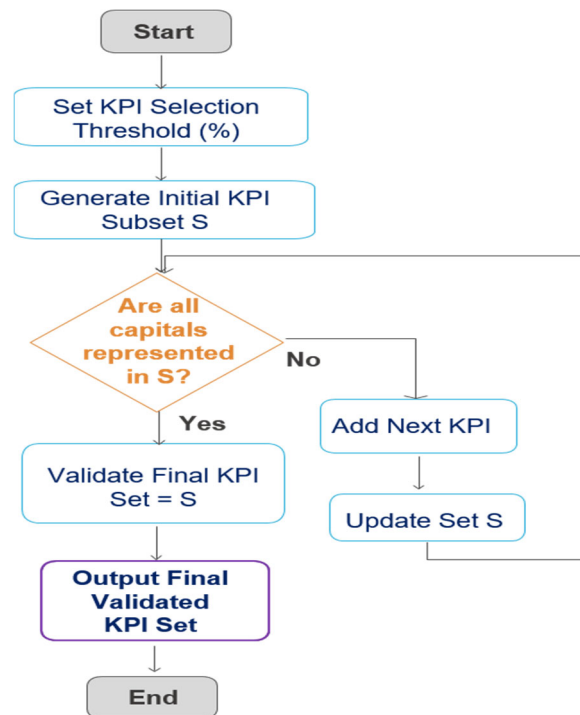 Start
Set KPI Selection
Threshold (%)
Generate Initial KPI
Subset S
Are all
capitals
represented
in S?
No
Yes
Add Next KPI
Validate Final KPI
Set = S
Update Set S
Output Final
Validated
KPI Set
End